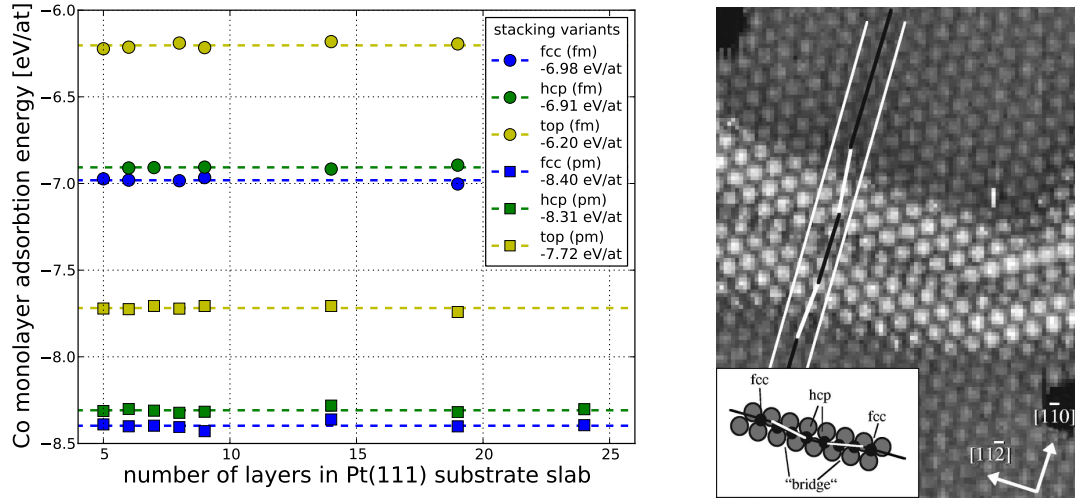 Co monolayer adsorbtion energy [eV/at]
−6.0
−6.5
−7.0
−7.5
−8.0
−8.5
5
10
15
20
25
number of layers in Pt(111) substrate slab
stacking variants
fcc (fm)
-6.98 eV/at
hcp (fm)
-6.91 eV/at
top (fm)
-6.20 eV/at
fcc (pm)
-8.40 eV/at
hcp (pm)
-8.31 eV/at
top (pm)
-7.72 eV/at
fcc
hcp
fcc
"bridge"
[11̅0]
[112̅]